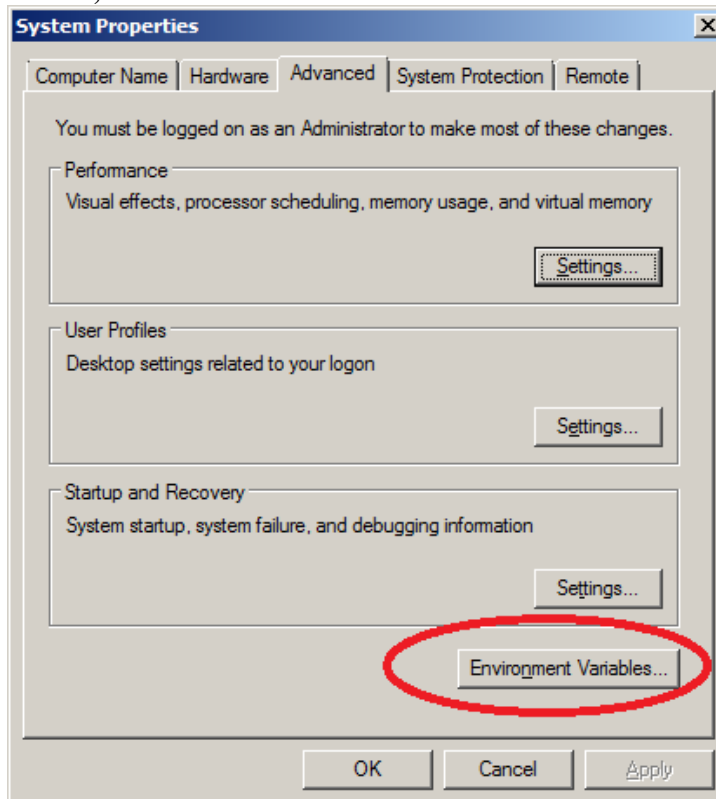 System Properties
Computer Name Hardware Advanced System Protection Remote
You must be logged on as an Administrator to make most of these changes.
Performance
Visual effects, processor scheduling, memory usage, and virtual memory
Settings...
User Profiles
Desktop settings related to your logon
Settings...
Startup and Recovery
System startup, system failure, and debugging information
Settings...
Environment Variables...
OK Cancel Apply